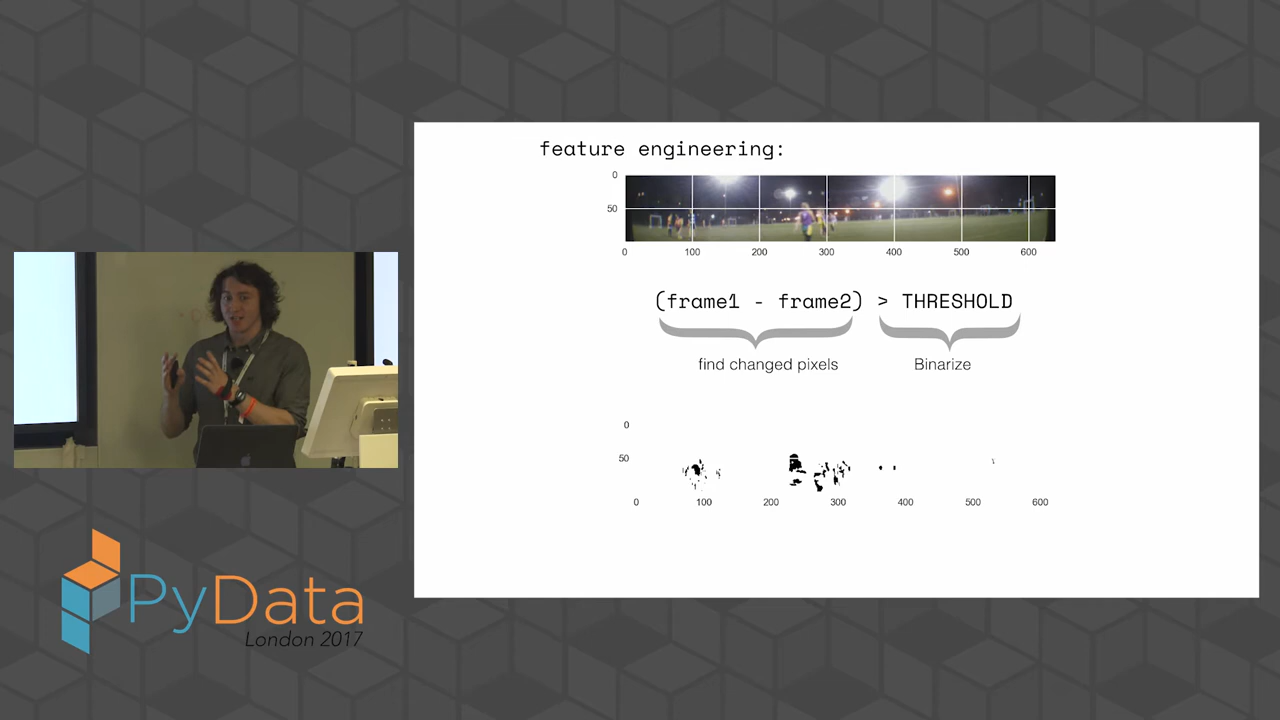 feature engineering:
0
50
0 100 200 300 400 500 600
(frame1 - frame2) > THRESHOLD
find changed pixels Binarize
0
50
0 100 200 300 400 500 600
PyData
London 2017